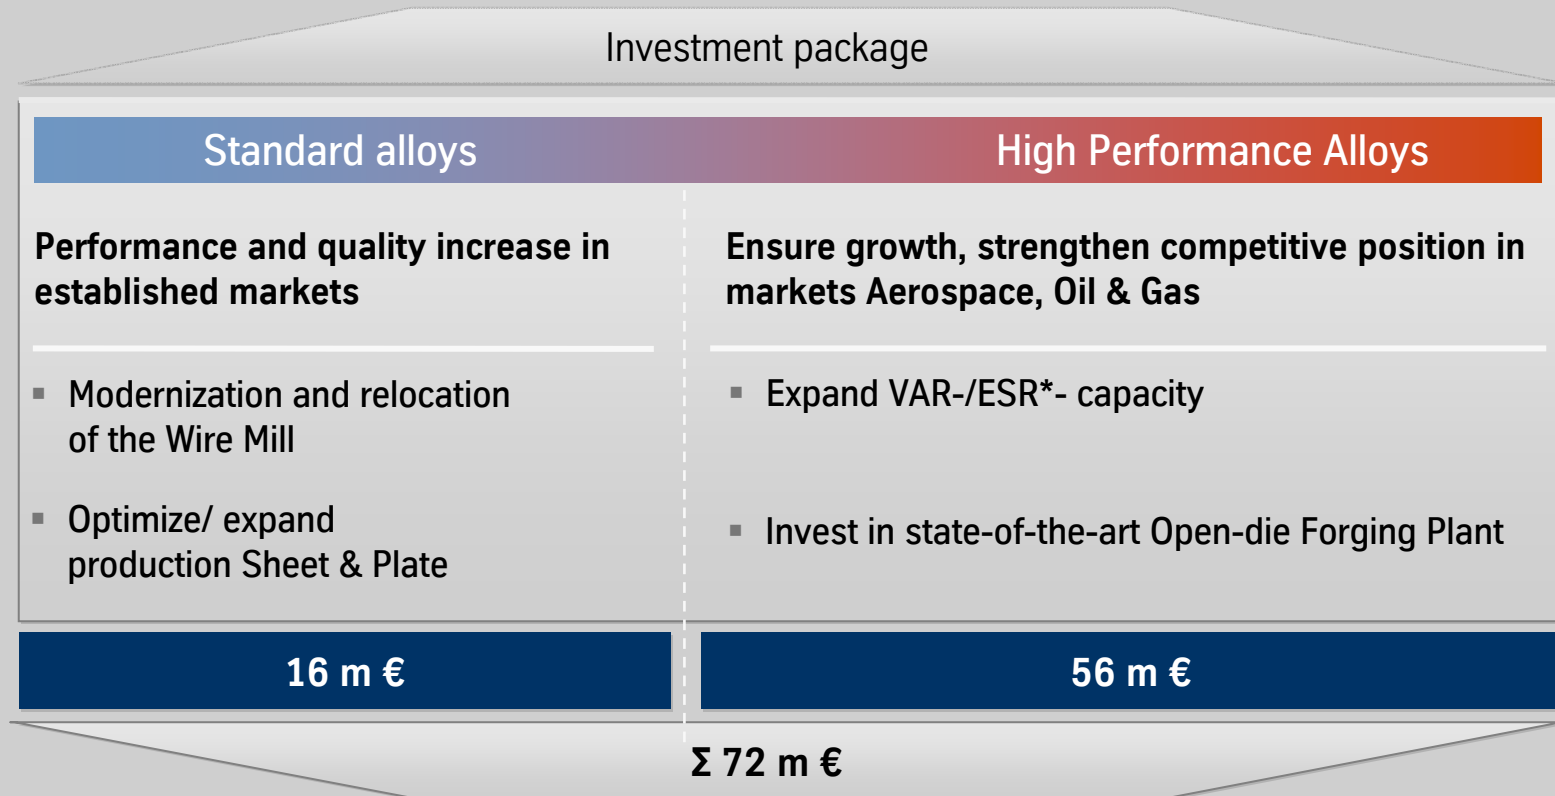 Investment package
Standard alloys
High Performance Alloys
Performance and quality increase in
established markets
Ensure growth, strengthen competitive position in
markets Aerospace, Oil & Gas
▪ Modernization and relocation
of the Wire Mill
▪ Optimize/ expand
production Sheet & Plate
▪ Expand VAR-/ESR*- capacity
▪ Invest in state-of-the-art Open-die Forging Plant
16 m €
56 m €
Σ 72 m €